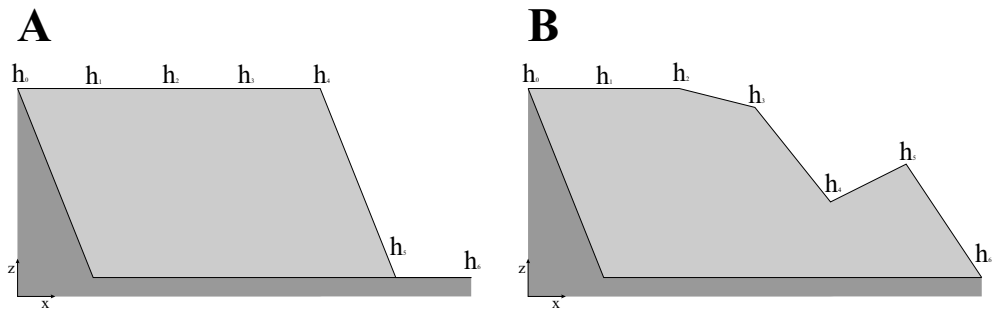 A B
h₀ h₁ h₂ h₃ h₄ h₀ h₁ h₂ h₃
h₅ h₄
h₅ h₆ h₆
z x z x